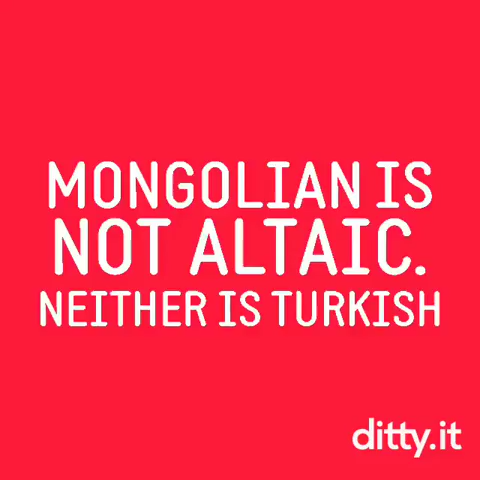 MONGOLIAN IS
NOT ALTAIC.
NEITHER IS TURKISH
ditty.it